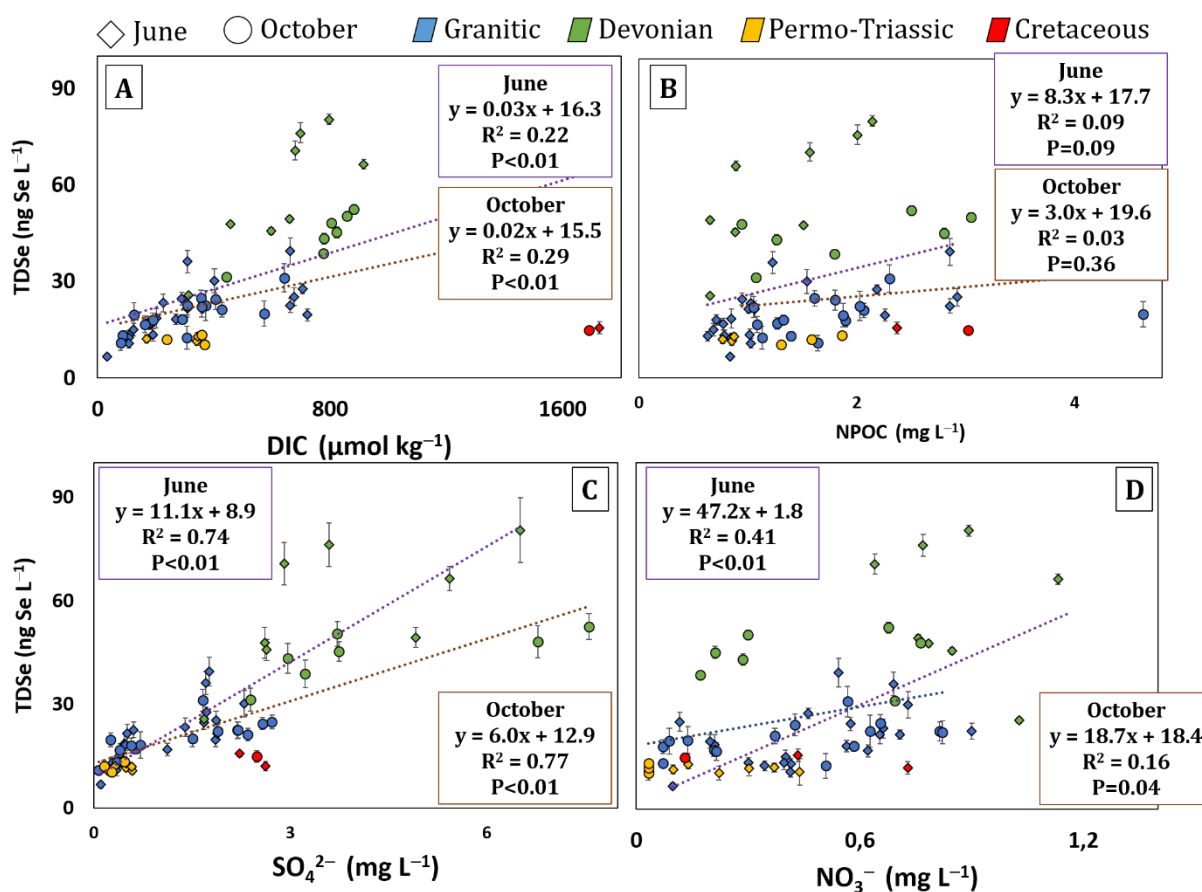 June October Granitic Devonian Permo-Triassic Cretaceous
A
June
y = 0.03x + 16.3
R² = 0.22
P<0.01
October
y = 0.02x + 15.5
R² = 0.29
P<0.01
TDSe (ng Se L⁻¹)
90
60
30
0
0 800 1600
DIC (µmol kg⁻¹)
B
June
y = 8.3x + 17.7
R² = 0.09
P=0.09
October
y = 3.0x + 19.6
R² = 0.03
P=0.36
0 2 4
NPOC (mg L⁻¹)
C
June
y = 11.1x + 8.9
R² = 0.74
P<0.01
October
y = 6.0x + 12.9
R² = 0.77
P<0.01
TDSe (ng Se L⁻¹)
90
60
30
0
0 3 6
SO₄²⁻ (mg L⁻¹)
D
June
y = 47.2x + 1.8
R² = 0.41
P<0.01
October
y = 18.7x + 18.4
R² = 0.16
P=0.04
0 0,6 1,2
NO₃⁻ (mg L⁻¹)